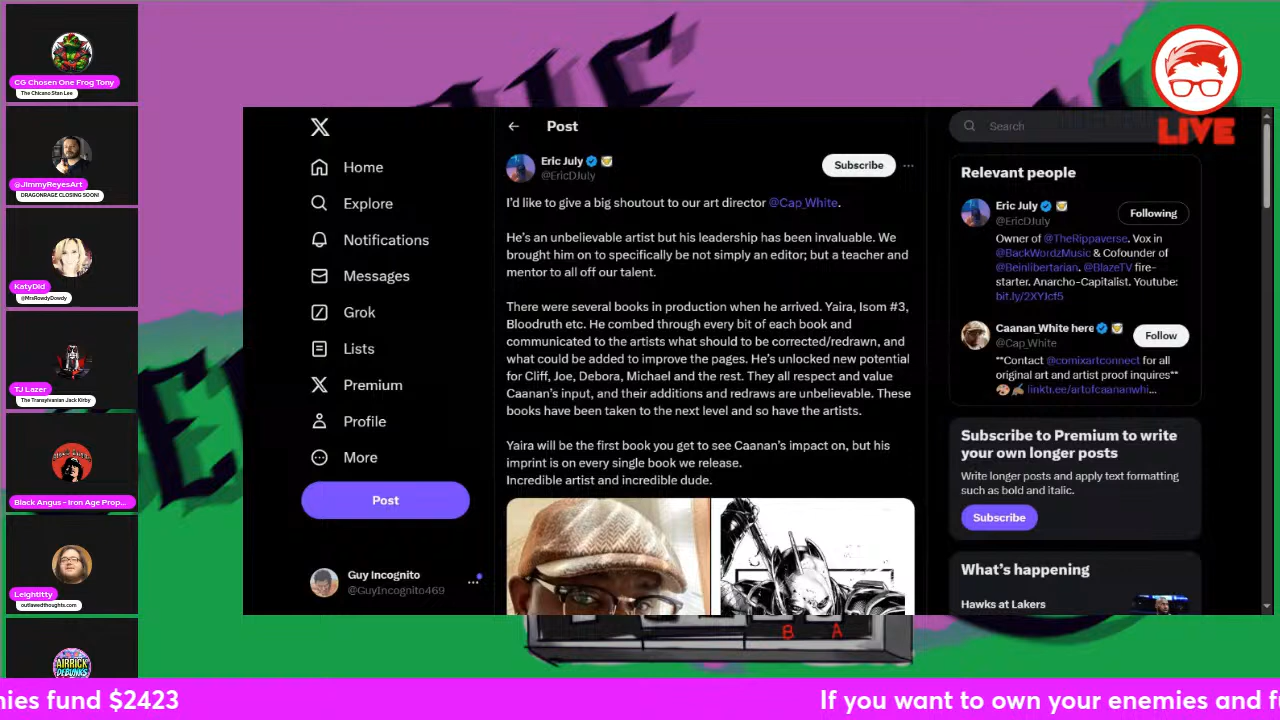 CG Chosen One Frog Tony
The Chicano Stan Lee
@JimmyReyesArt
DRAGONRAGE CLOSING SOON!
KatyDid
@MrsRowdyDowdy
TJ Lazer
The Transylvanian Jack Kirby
Black Angus - Iron Age Prop...
Leightitty
outlawedthoughts.com
AIRRICK
DEBUNKS
LIVE
Home
Explore
Notifications
Messages
Grok
Lists
Premium
Profile
More
Post
Guy Incognito
@GuyIncognito469
Post
Eric July
@EricDJuly
Subscribe
I'd like to give a big shoutout to our art director @Cap_White.
He's an unbelievable artist but his leadership has been invaluable. We
brought him on to specifically be not simply an editor; but a teacher and
mentor to all off our talent.
There were several books in production when he arrived. Yaira, Isom #3,
Bloodruth etc. He combed through every bit of each book and
communicated to the artists what should to be corrected/redrawn, and
what could be added to improve the pages. He's unlocked new potential
for Cliff, Joe, Debora, Michael and the rest. They all respect and value
Caanan's input, and their additions and redraws are unbelievable. These
books have been taken to the next level and so have the artists.
Yaira will be the first book you get to see Caanan's impact on, but his
imprint is on every single book we release.
Incredible artist and incredible dude.
Search
Relevant people
Eric July
@EricDJuly
Following
Owner of @TheRippaverse. Vox in
@BackWordzMusic & Cofounder of
@Beinlibertarian. @BlazeTV fire-
starter. Anarcho-Capitalist. Youtube:
bit.ly/2XYJcf5
Caanan_White here
@Cap_White
Follow
**Contact @comixartconnect for all
original art and artist proof inquires**
linktr.ee/artofcaananwhi...
Subscribe to Premium to write
your own longer posts
Write longer posts and apply text formatting
such as bold and italic.
Subscribe
What's happening
Hawks at Lakers
B A
nies fund $2423
If you want to own your enemies and f